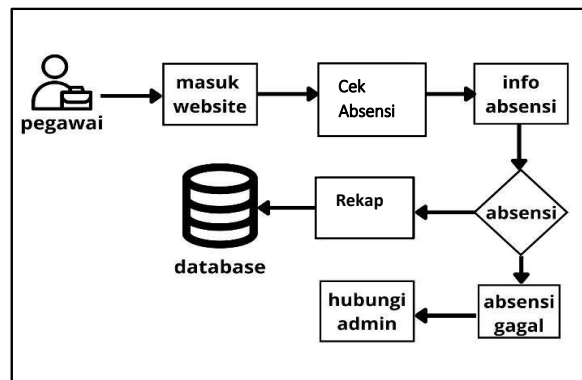 pegawai
masuk
website
Cek
Absensi
info
absensi
absensi
Rekap
database
absensi
gagal
hubungi
admin